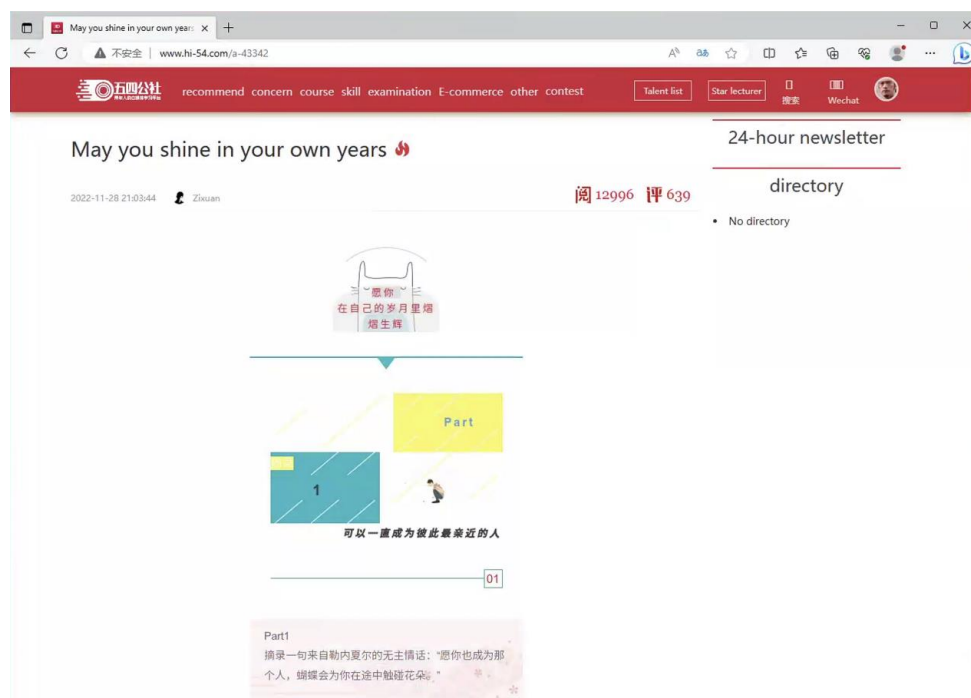 May you shine in your own years
不安全
www.hi-54.com/a-43342
五四公社
recommend concern course skill examination E-commerce other contest
Talent list
Star lecturer
搜索
Wechat
May you shine in your own years
24-hour newsletter
2022-11-28 21:03:44
Zixuan
阅 12996
评 639
directory
No directory
愿你
在自己的岁月里熠
熠生辉
Part
1
可以一直成为彼此最亲近的人
01
Part1
摘录一句来自勒内夏尔的无主情话：“愿你也成为那
个人，蝴蝶会为你在途中触碰花朵。”